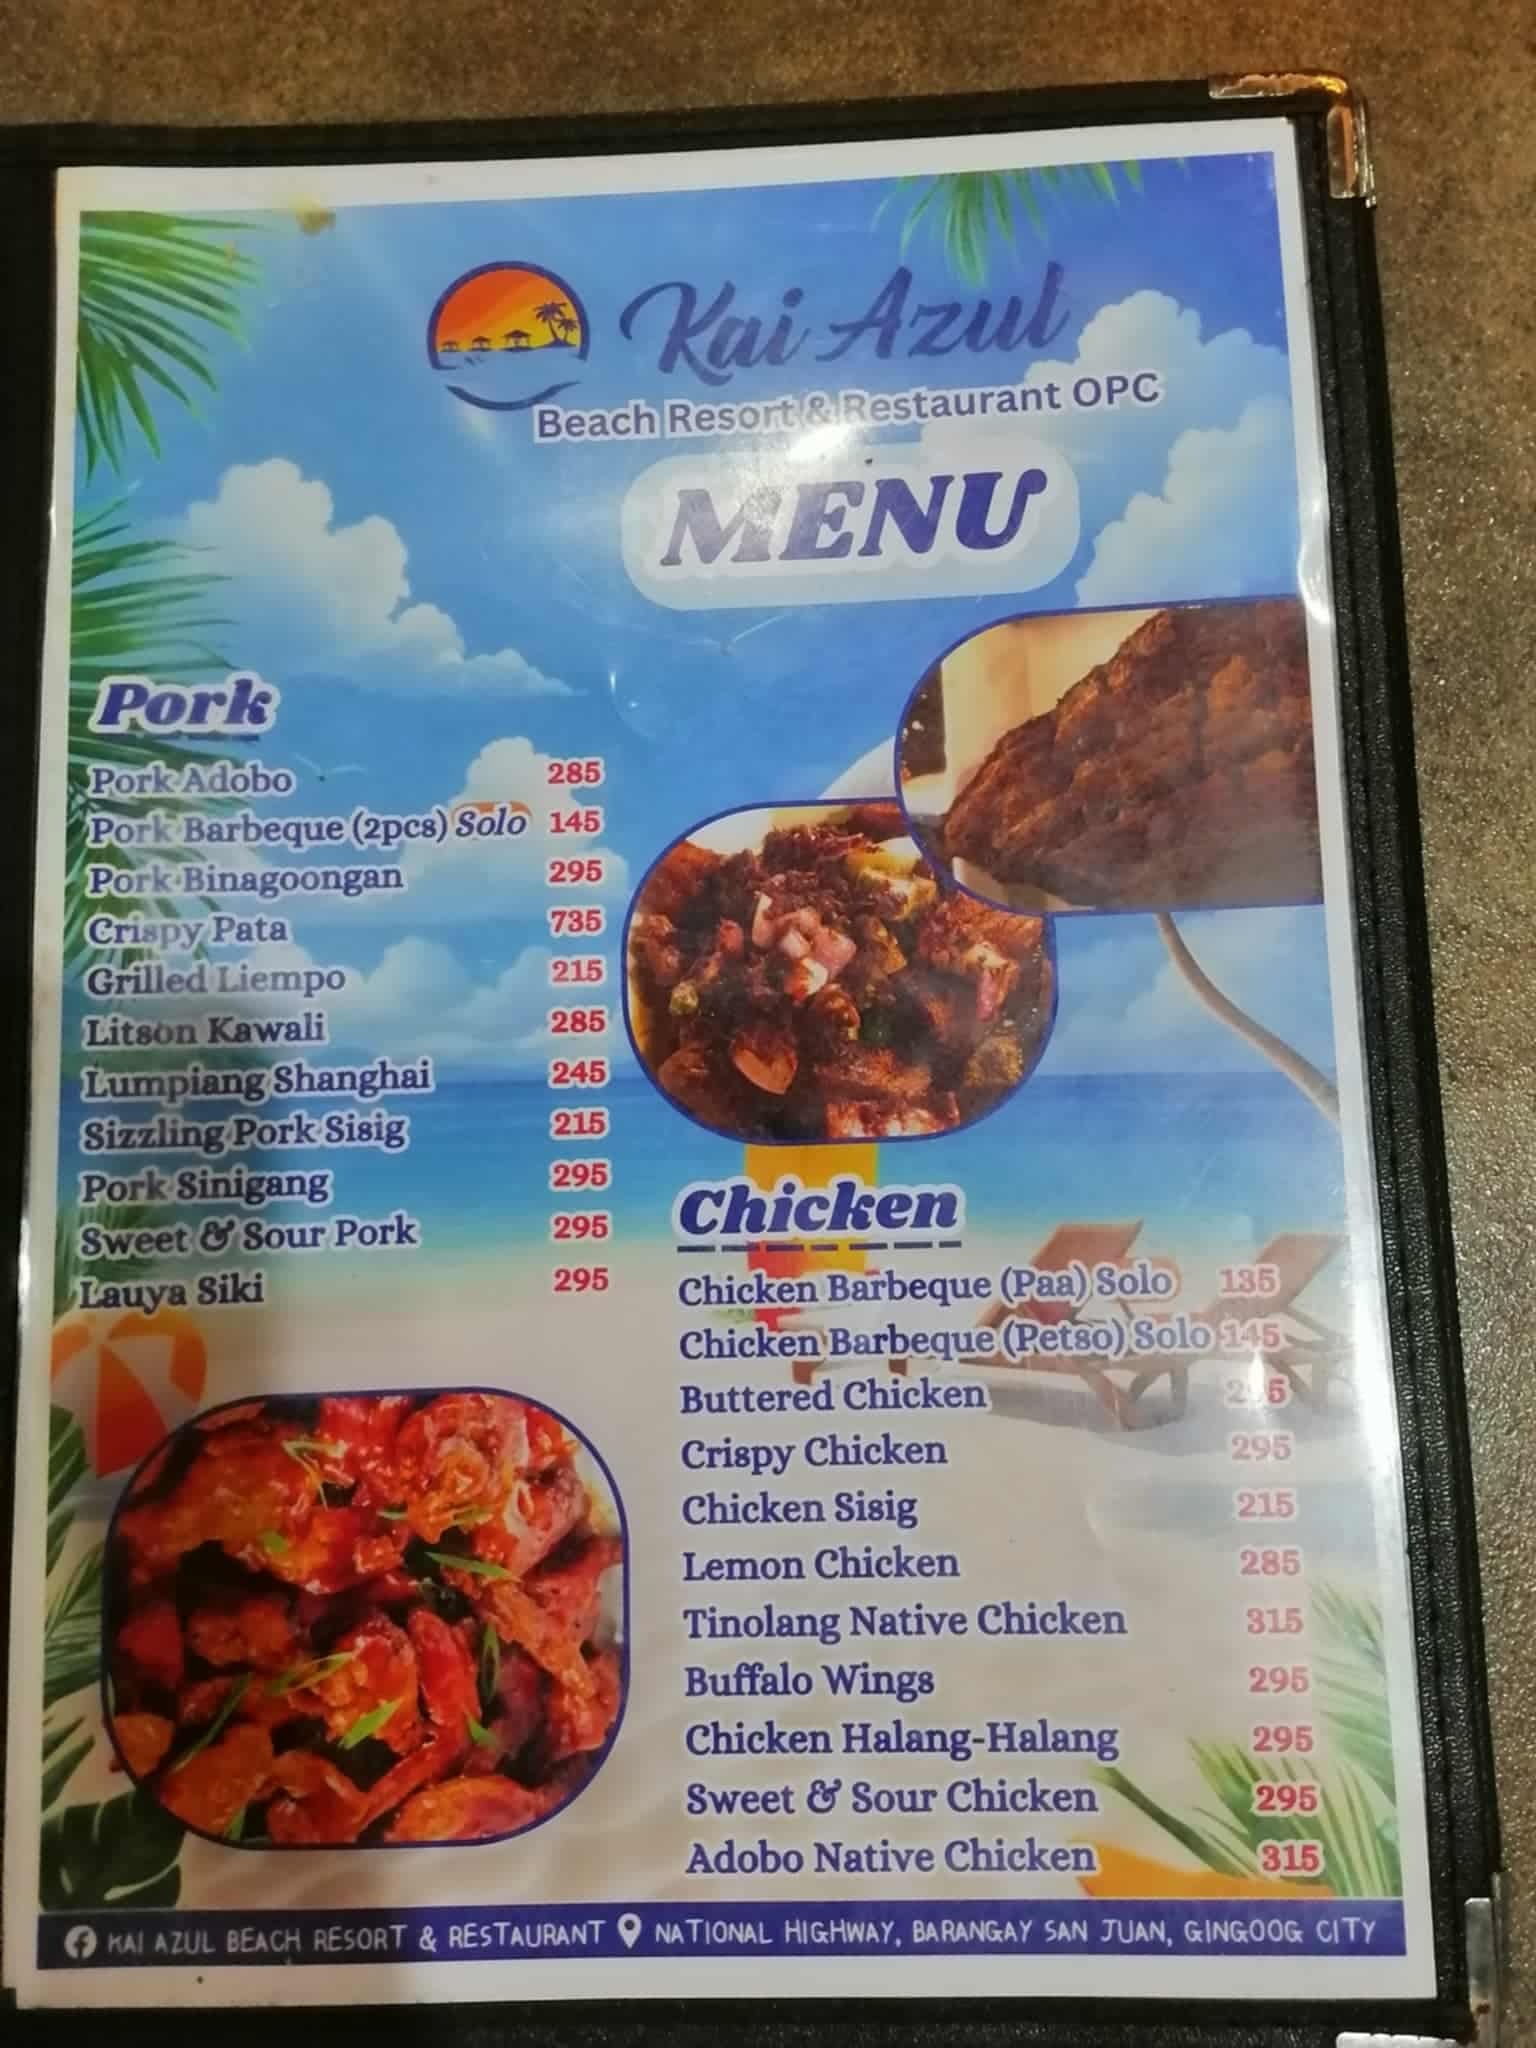 Kai Azul
Beach Resort & Restaurant OPC
MENU
Pork
Pork Adobo 285
Pork Barbeque (2pcs) Solo 145
Pork Binagoongan 295
Crispy Pata 735
Grilled Liempo 215
Litson Kawali 285
Lumpiang Shanghai 245
Sizzling Pork Sisig 215
Pork Sinigang 295
Sweet & Sour Pork 295
Lauya Siki 295
Chicken
Chicken Barbeque (Paa) Solo 135
Chicken Barbeque (Petso) Solo 145
Buttered Chicken
Crispy Chicken 295
Chicken Sisig 215
Lemon Chicken 285
Tinolang Native Chicken 315
Buffalo Wings 295
Chicken Halang-Halang 295
Sweet & Sour Chicken 295
Adobo Native Chicken 315
KAI AZUL BEACH RESORT & RESTAURANT NATIONAL HIGHWAY, BARANGAY SAN JUAN, GINGOOG CITY